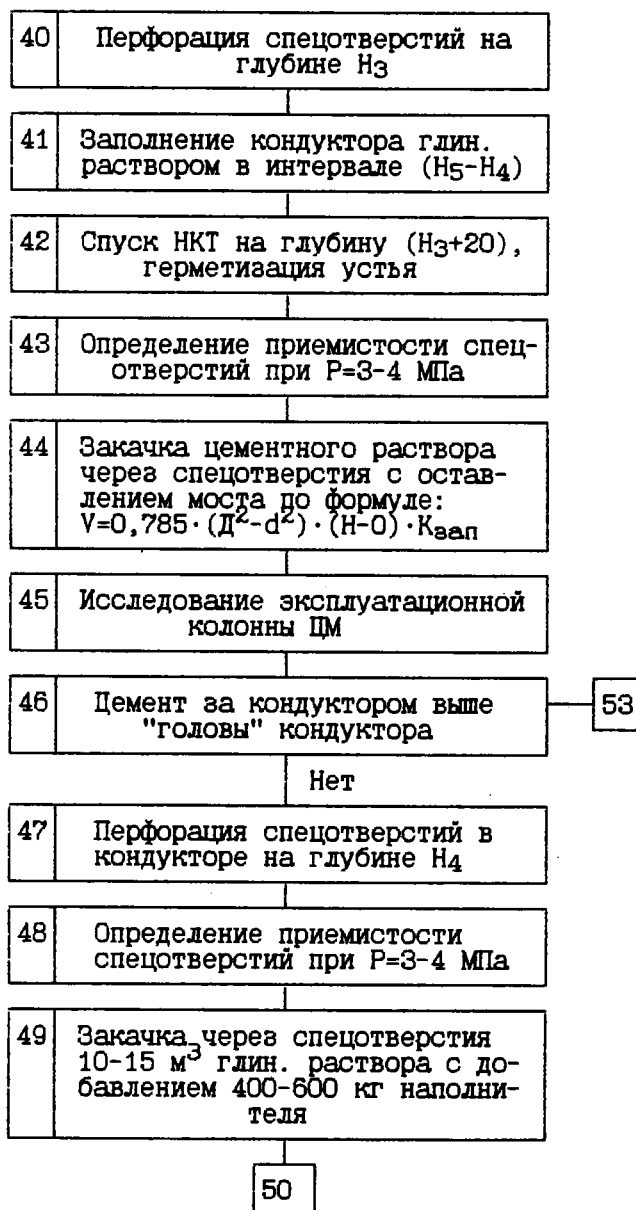 40 Перфорация спецотверстий на
глубине H₃
41 Заполнение кондуктора глин.
раствором в интервале (H₅-H₄)
42 Спуск НКТ на глубину (H₃+20),
герметизация устья
43 Определение приемистости спец-
отверстий при P=3-4 МПа
44 Закачка цементного раствора
через спецотверстия с остав-
лением моста по формуле:
V=0,785·(Д²-d²)·(H-0)·Kзап
45 Исследование эксплуатационной
колонны ЦМ
46 Цемент за кондуктором выше
"головы" кондуктора
53
Нет
47 Перфорация спецотверстий в
кондукторе на глубине H₄
48 Определение приемистости
спецотверстий при P=3-4 МПа
49 Закачка через спецотверстия
10-15 м³ глин. раствора с до-
бавлением 400-600 кг наполни-
теля
50